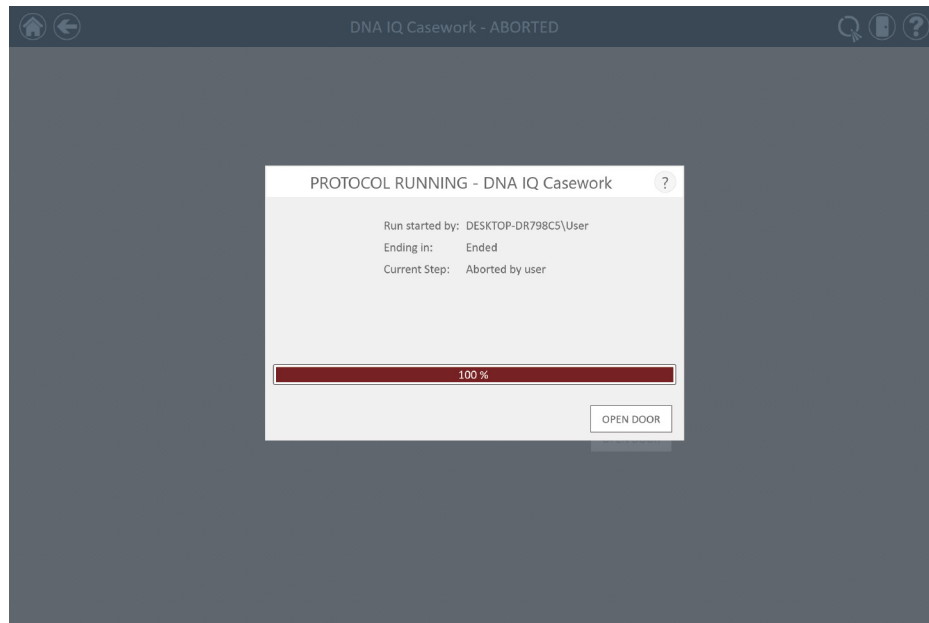 DNA IQ Casework - ABORTED
?
PROTOCOL RUNNING - DNA IQ Casework ?
Run started by: DESKTOP-DR798C5\User
Ending in: Ended
Current Step: Aborted by user
100 %
OPEN DOOR